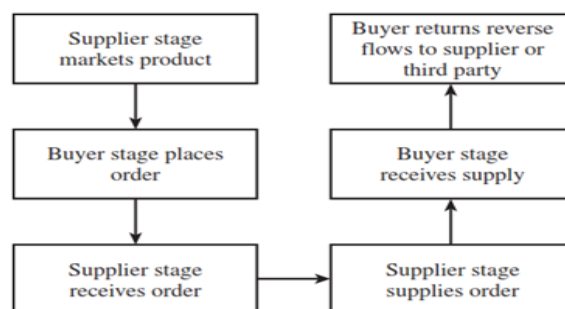 Supplier stage
markets product
Buyer stage places
order
Supplier stage
receives order
Supplier stage
supplies order
Buyer stage
receives supply
Buyer returns reverse
flows to supplier or
third party